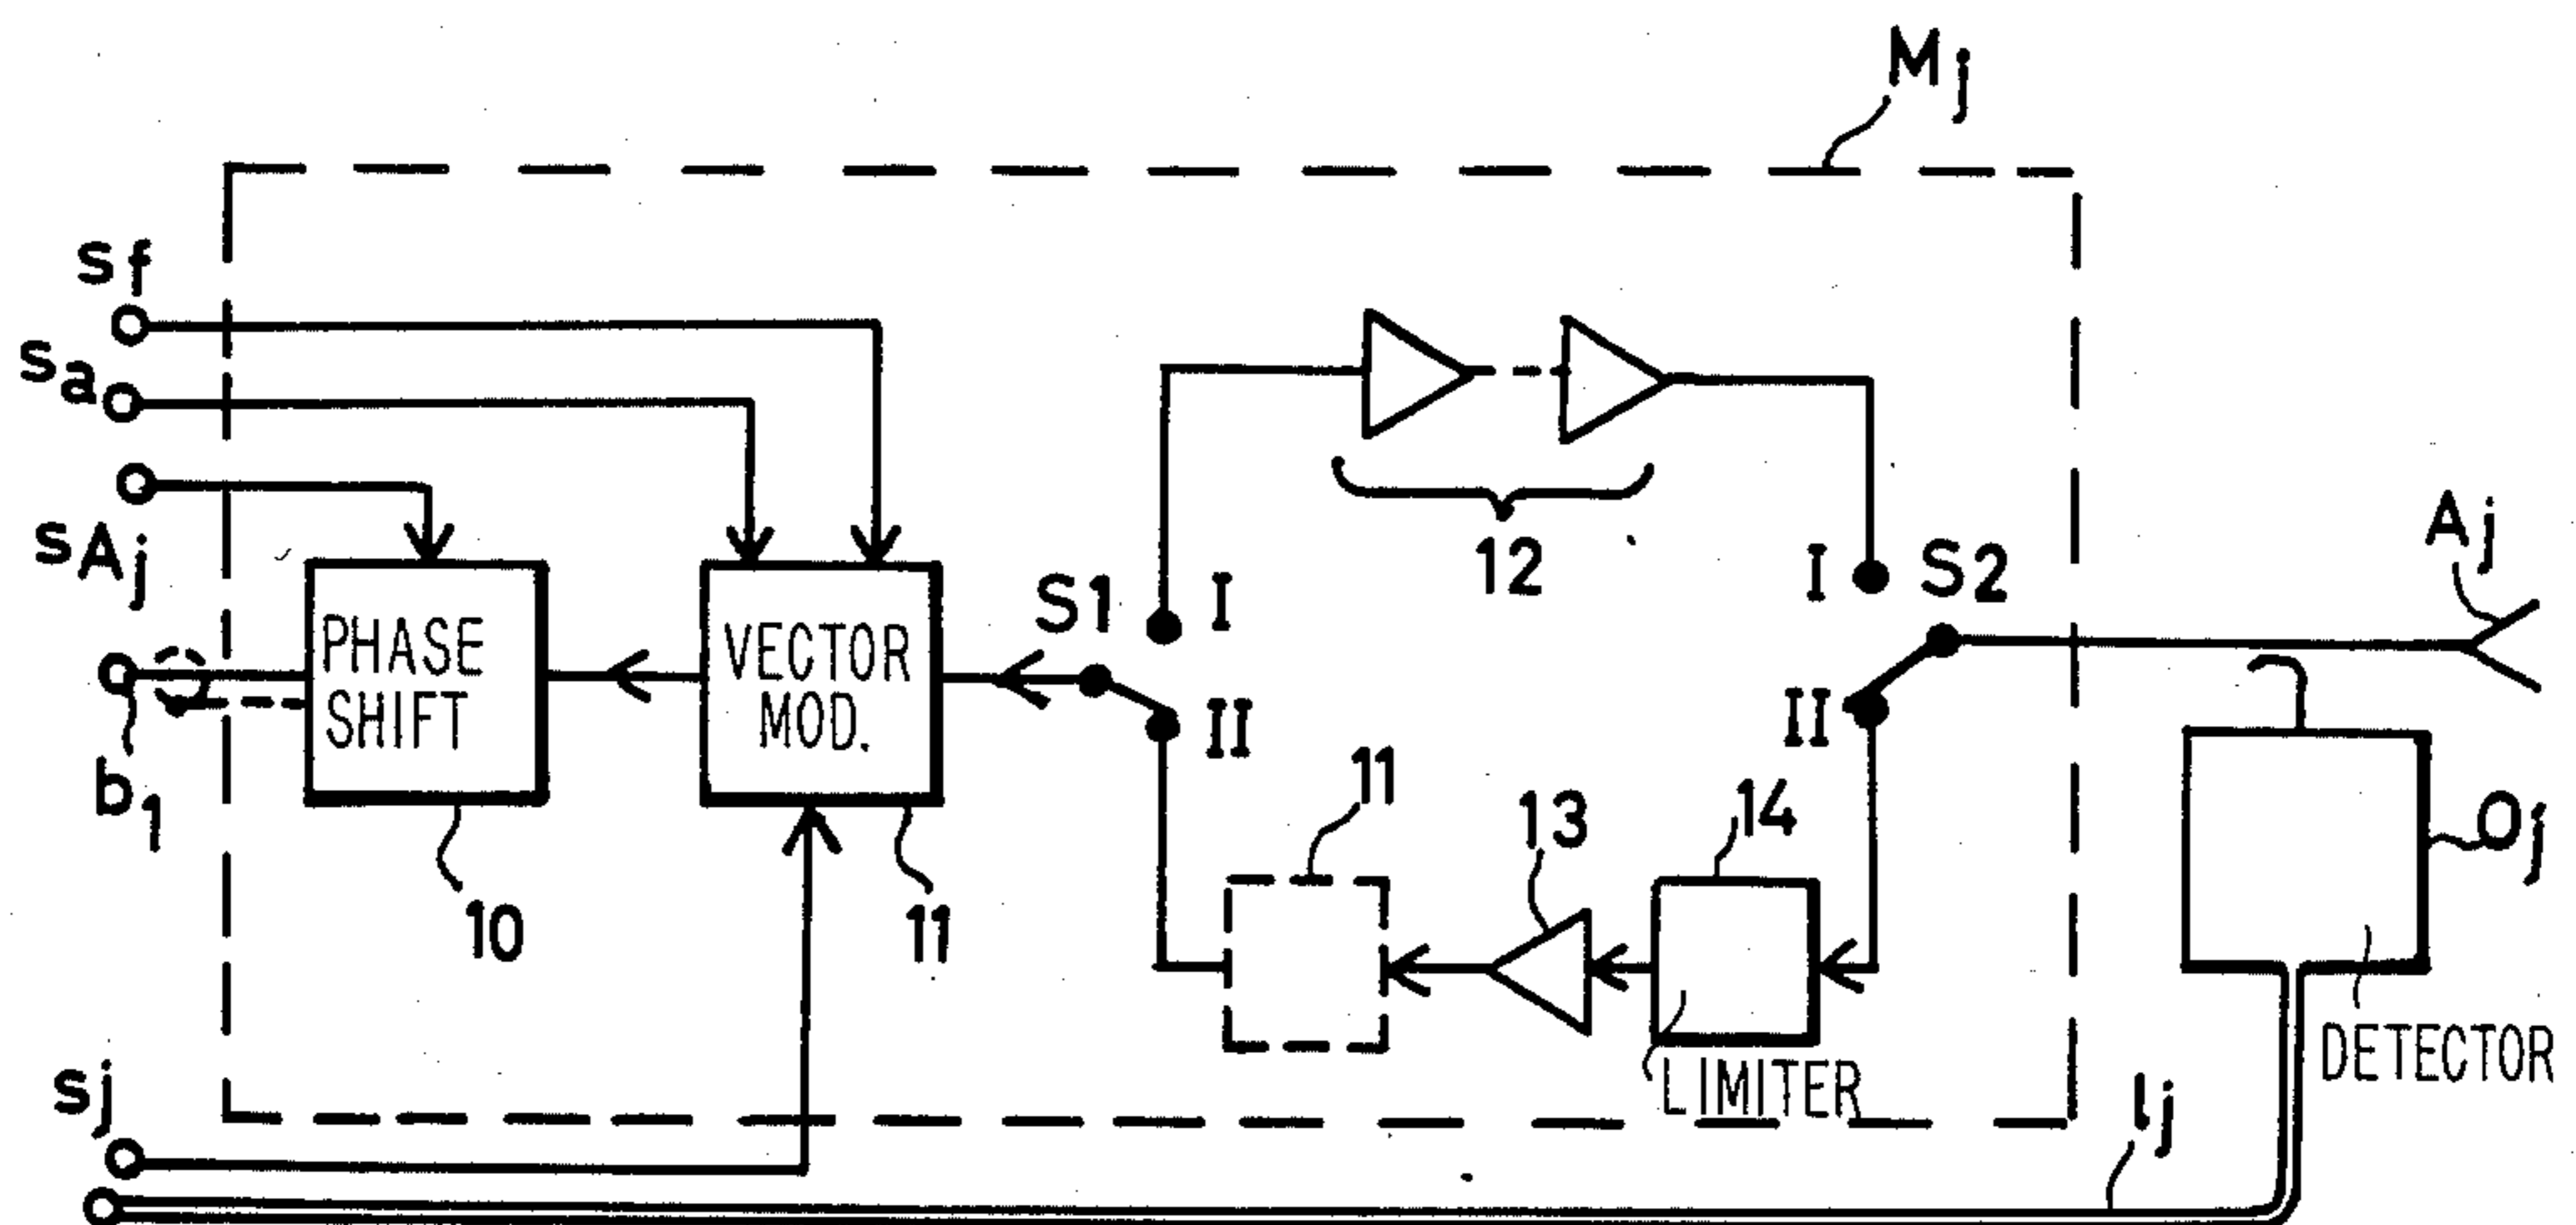 Mj
sf
sa
sAj
b1
PHASE
SHIFT
10
VECTOR
MOD.
11
S1
I
II
12
I
II
S2
Aj
11
13
14
LIMITER
Oj
DETECTOR
sj
lj